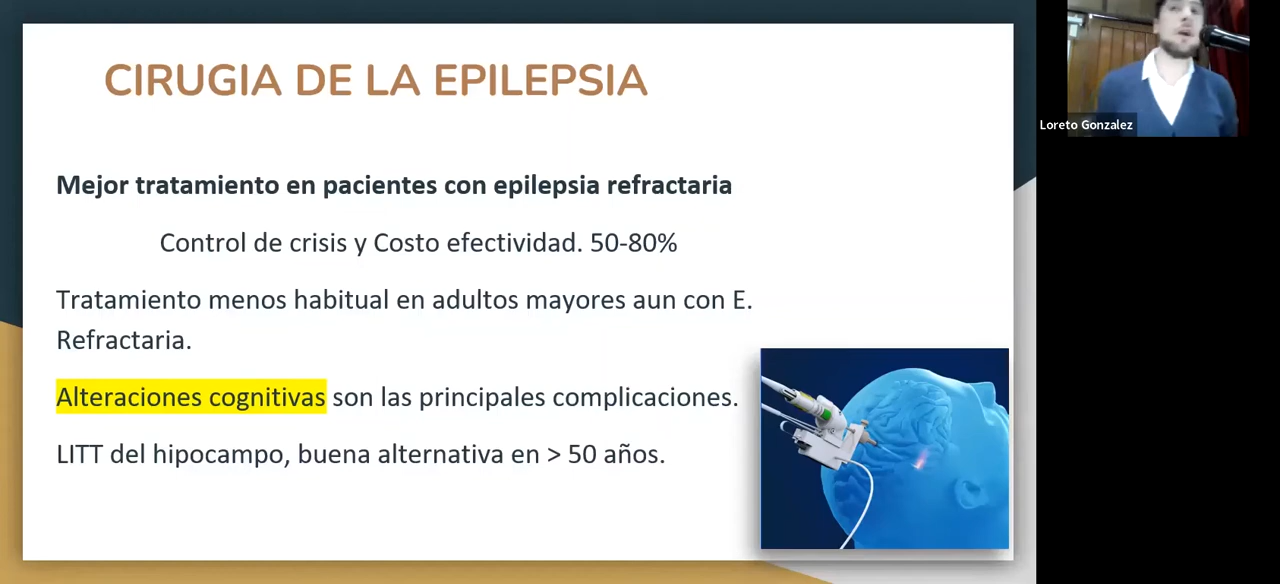 CIRUGIA DE LA EPILEPSIA
Mejor tratamiento en pacientes con epilepsia refractaria
Control de crisis y Costo efectividad. 50-80%
Tratamiento menos habitual en adultos mayores aun con E.
Refractaria.
Alteraciones cognitivas son las principales complicaciones.
LITT del hipocampo, buena alternativa en > 50 años.
Loreto Gonzalez